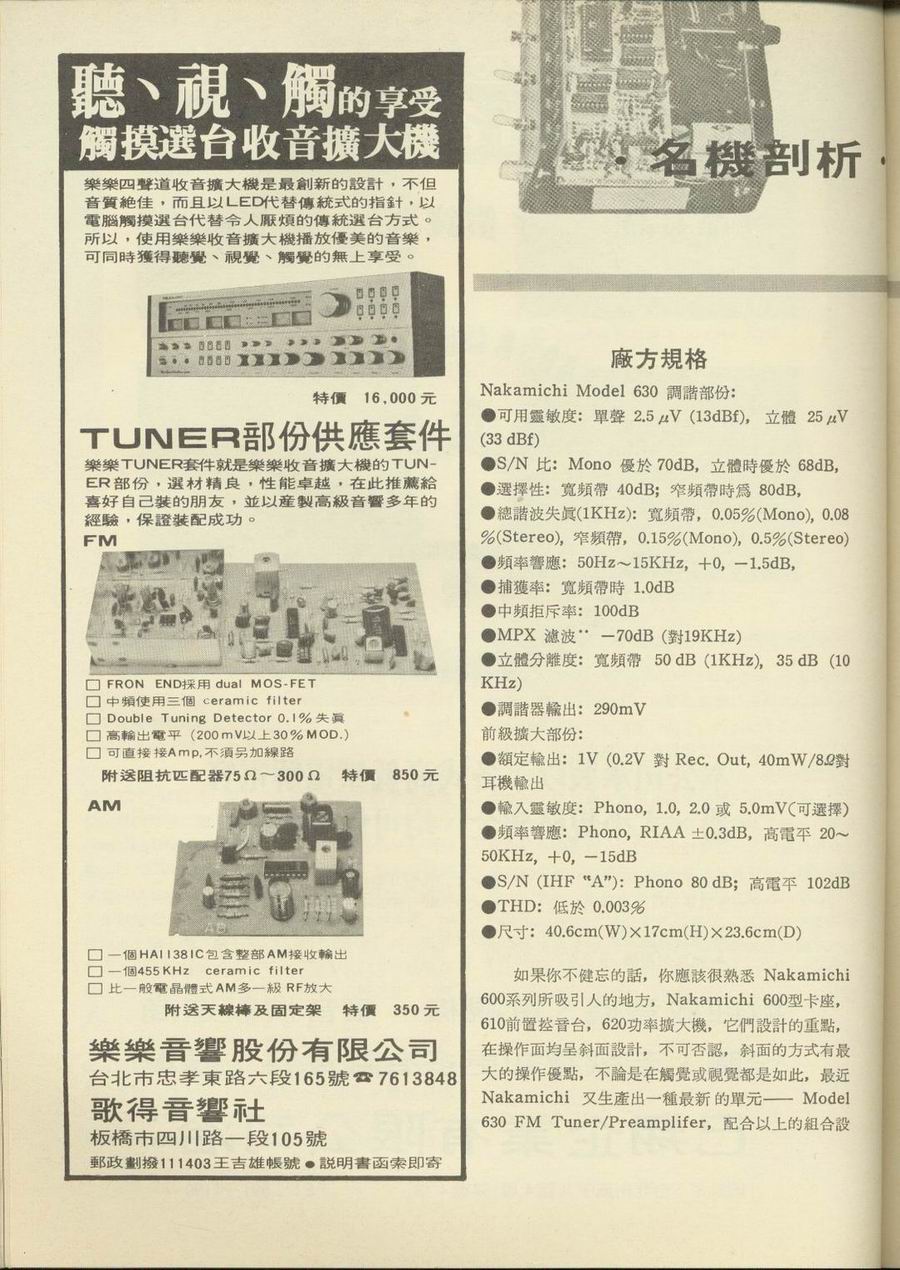 聽、視、觸的享受
觸摸選台收音擴大機
樂樂四聲道收音擴大機是最創新的設計，不但
音質絶佳，而且以LED代替傳統式的指針，以
電腦觸摸選台代替令人厭煩的傳統選台方式。
所以，使用樂樂收音擴大機播放優美的音樂，
可同時獲得聽覺、視覺、觸覺的無上享受。
特價 16,000元
TUNER部份供應套件
樂樂TUNER套件就是樂樂收音擴大機的TUN-
ER部份，選材精良，性能卓越，在此推薦給
喜好自己裝的朋友，並以産製高級音響多年的
經驗，保證裝配成功。
FM
□ FRON END採用 dual MOS-FET
□ 中頻使用三個 ceramic filter
□ Double Tuning Detector 0.1% 失眞
□ 高輸出電平 (200mV以上30% MOD.)
□ 可直接接Amp,不須另加線路
附送阻抗匹配器75Ω～300Ω 特價 850元
AM
□ 一個HA1138IC包含整部AM接收輸出
□ 一個455KHz ceramic filter
□ 比一般電晶體式AM多一級 RF放大
附送天線棒及固定架 特價 350元
樂樂音響股份有限公司
台北市忠孝東路六段165號☎7613848
歌得音響社
板橋市四川路一段105號
郵政劃撥111403王吉雄帳號●説明書函索即寄
·名機剖析·
廠方規格
Nakamichi Model 630 調諧部份:
●可用靈敏度: 單聲 2.5μV (13dBf), 立體 25μV
(33 dBf)
●S/N 比: Mono 優於70dB, 立體時優於 68dB,
●選擇性: 寬頻帶 40dB; 窄頻帶時爲 80dB,
●總諧波失眞(1KHz): 寬頻帶, 0.05%(Mono), 0.08
%(Stereo), 窄頻帶, 0.15%(Mono), 0.5%(Stereo)
●頻率響應: 50Hz～15KHz, +0, −1.5dB,
●捕獲率: 寬頻帶時 1.0dB
●中頻拒斥率: 100dB
●MPX 濾波¨ −70dB (對19KHz)
●立體分離度: 寬頻帶 50 dB (1KHz), 35 dB (10
KHz)
●調諧器輸出: 290mV
前級擴大部份:
●額定輸出: 1V (0.2V 對 Rec. Out, 40mW/8Ω對
耳機輸出
●輸入靈敏度: Phono, 1.0, 2.0 或 5.0mV(可選擇)
●頻率響應: Phono, RIAA ±0.3dB, 高電平 20～
50KHz, +0, −15dB
●S/N (IHF “A”): Phono 80 dB; 高電平 102dB
●THD: 低於 0.003%
●尺寸: 40.6cm(W)×17cm(H)×23.6cm(D)
如果你不健忘的話, 你應該很熟悉 Nakamichi
600系列所吸引人的地方, Nakamichi 600型卡座,
610前置控音台, 620功率擴大機, 它們設計的重點,
在操作面均呈斜面設計, 不可否認, 斜面的方式有最
大的操作優點, 不論是在觸覺或視覺都是如此, 最近
Nakamichi 又生產出一種最新的單元—— Model
630 FM Tuner/Preamplifer, 配合以上的組合設